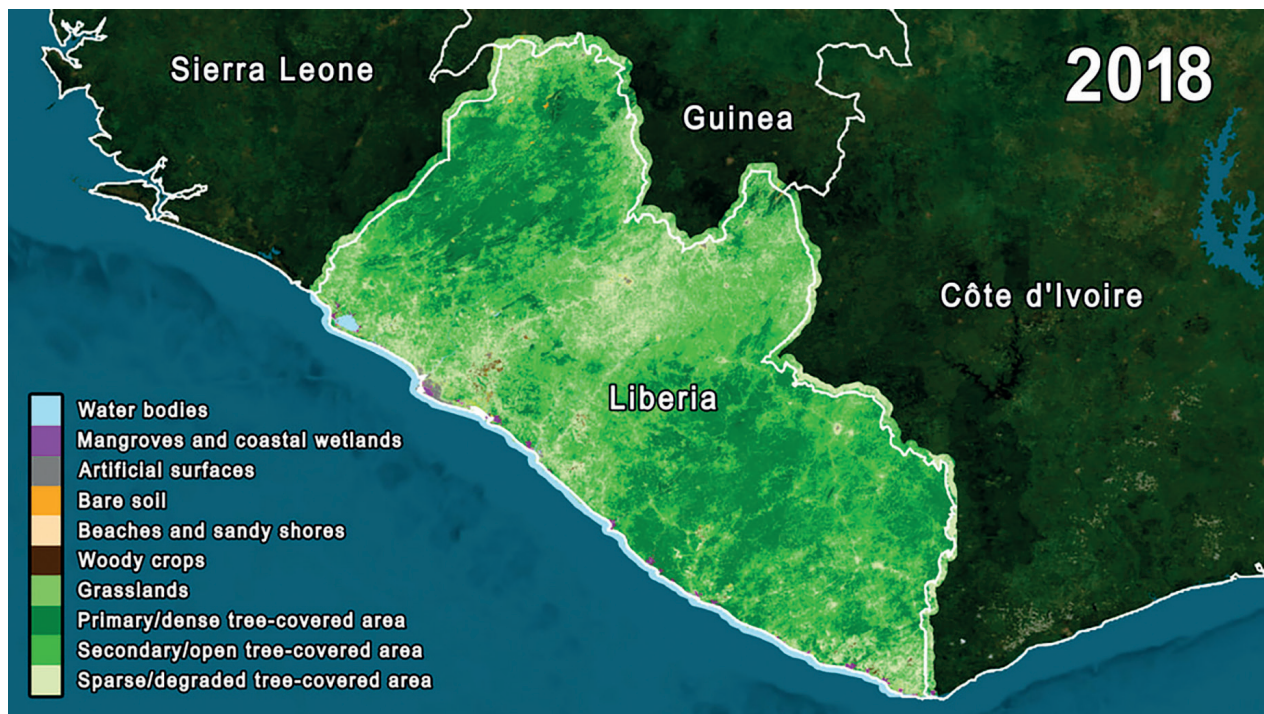 2018
Sierra Leone
Guinea
Côte d'Ivoire
Liberia
Water bodies
Mangroves and coastal wetlands
Artificial surfaces
Bare soil
Beaches and sandy shores
Woody crops
Grasslands
Primary/dense tree-covered area
Secondary/open tree-covered area
Sparse/degraded tree-covered area